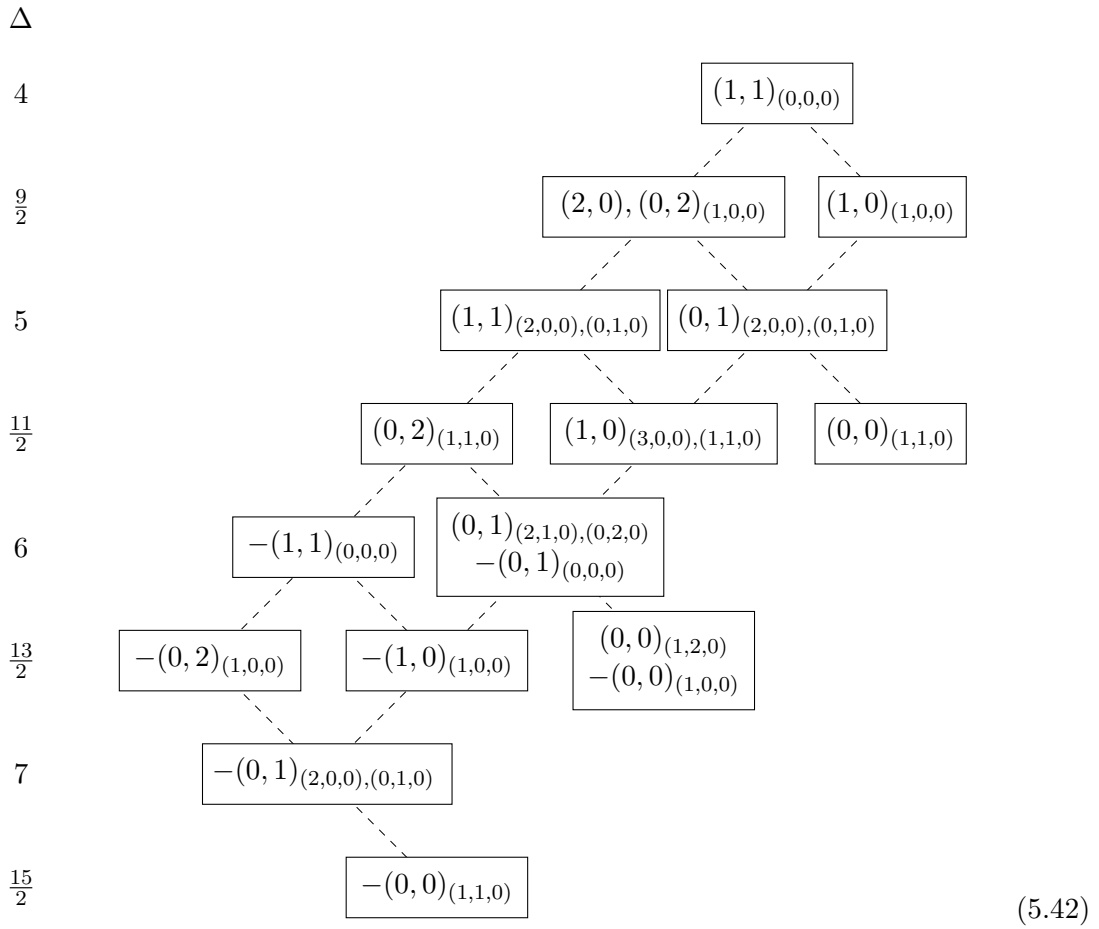 Δ
4 (1, 1)_{(0,0,0)}
9/2 (2, 0), (0, 2)_{(1,0,0)} (1, 0)_{(1,0,0)}
5 (1, 1)_{(2,0,0),(0,1,0)} (0, 1)_{(2,0,0),(0,1,0)}
11/2 (0, 2)_{(1,1,0)} (1, 0)_{(3,0,0),(1,1,0)} (0, 0)_{(1,1,0)}
6 −(1, 1)_{(0,0,0)} (0, 1)_{(2,1,0),(0,2,0)}
−(0, 1)_{(0,0,0)}
13/2 −(0, 2)_{(1,0,0)} −(1, 0)_{(1,0,0)} (0, 0)_{(1,2,0)}
−(0, 0)_{(1,0,0)}
7 −(0, 1)_{(2,0,0),(0,1,0)}
15/2 −(0, 0)_{(1,1,0)} (5.42)